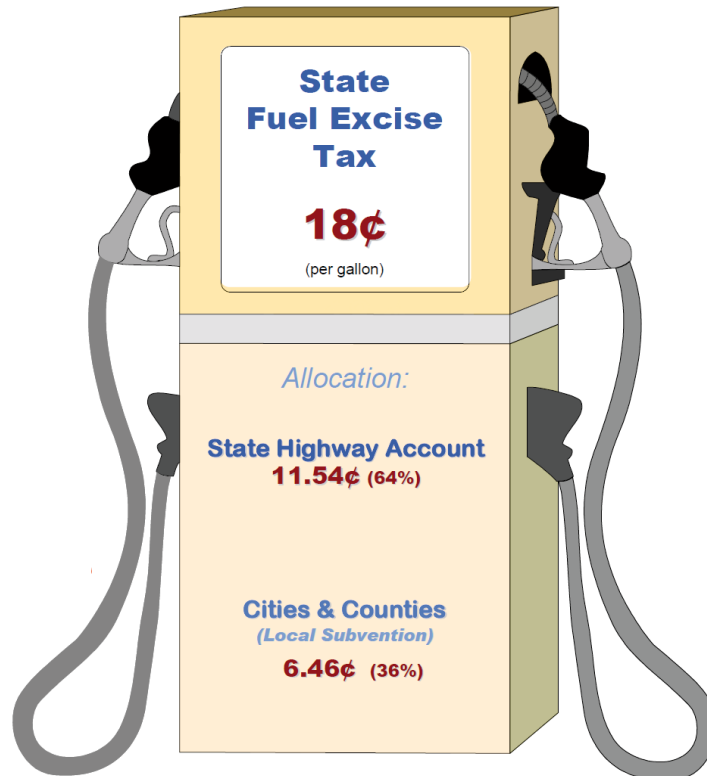 State
Fuel Excise
Tax
18¢
(per gallon)
Allocation:
State Highway Account
11.54¢ (64%)
Cities & Counties
(Local Subvention)
6.46¢ (36%)